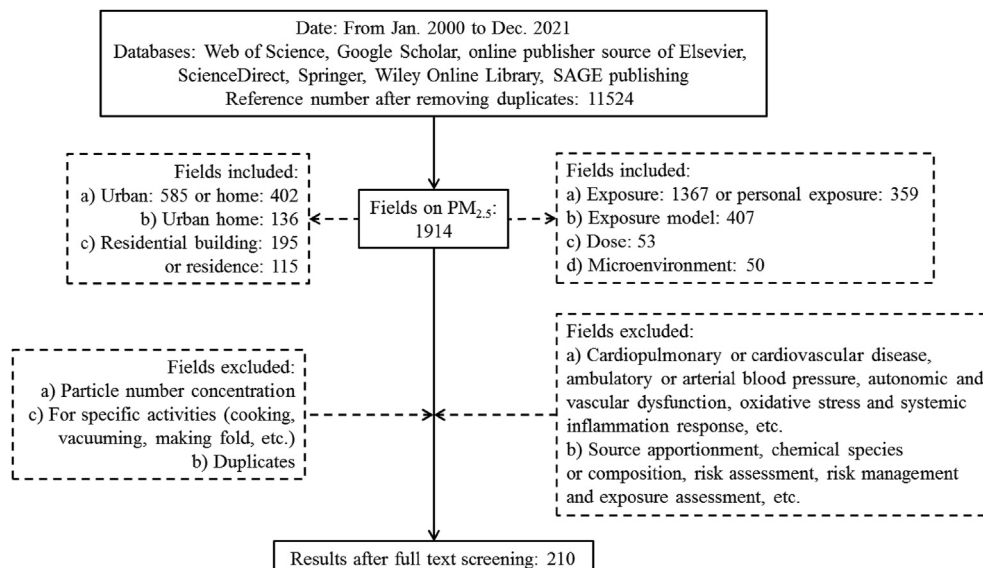 Date: From Jan. 2000 to Dec. 2021
Databases: Web of Science, Google Scholar, online publisher source of Elsevier,
ScienceDirect, Springer, Wiley Online Library, SAGE publishing
Reference number after removing duplicates: 11524
Fields included:
a) Urban: 585 or home: 402
b) Urban home: 136
c) Residential building: 195
or residence: 115
Fields on PM2.5:
1914
Fields included:
a) Exposure: 1367 or personal exposure: 359
b) Exposure model: 407
c) Dose: 53
d) Microenvironment: 50
Fields excluded:
a) Particle number concentration
c) For specific activities (cooking,
vacuuming, making fold, etc.)
b) Duplicates
Fields excluded:
a) Cardiopulmonary or cardiovascular disease,
ambulatory or arterial blood pressure, autonomic and
vascular dysfunction, oxidative stress and systemic
inflammation response, etc.
b) Source apportionment, chemical species
or composition, risk assessment, risk management
and exposure assessment, etc.
Results after full text screening: 210